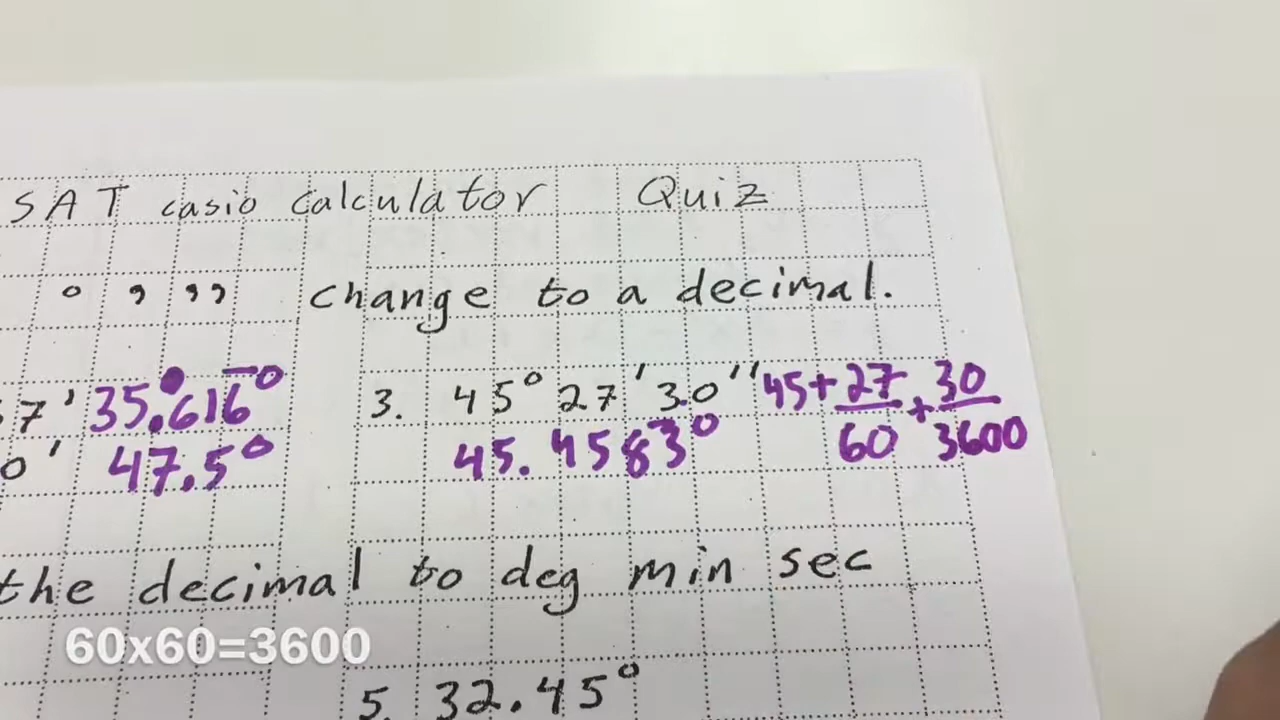 SAT casio calculator Quiz
° , ,, change to a decimal.
7' 35.616̅° 3. 45° 27' 30" 45+27/60+30/3600
0' 47.5° 45.4583̅°
the decimal to deg min sec
60x60=3600
5. 32.45°